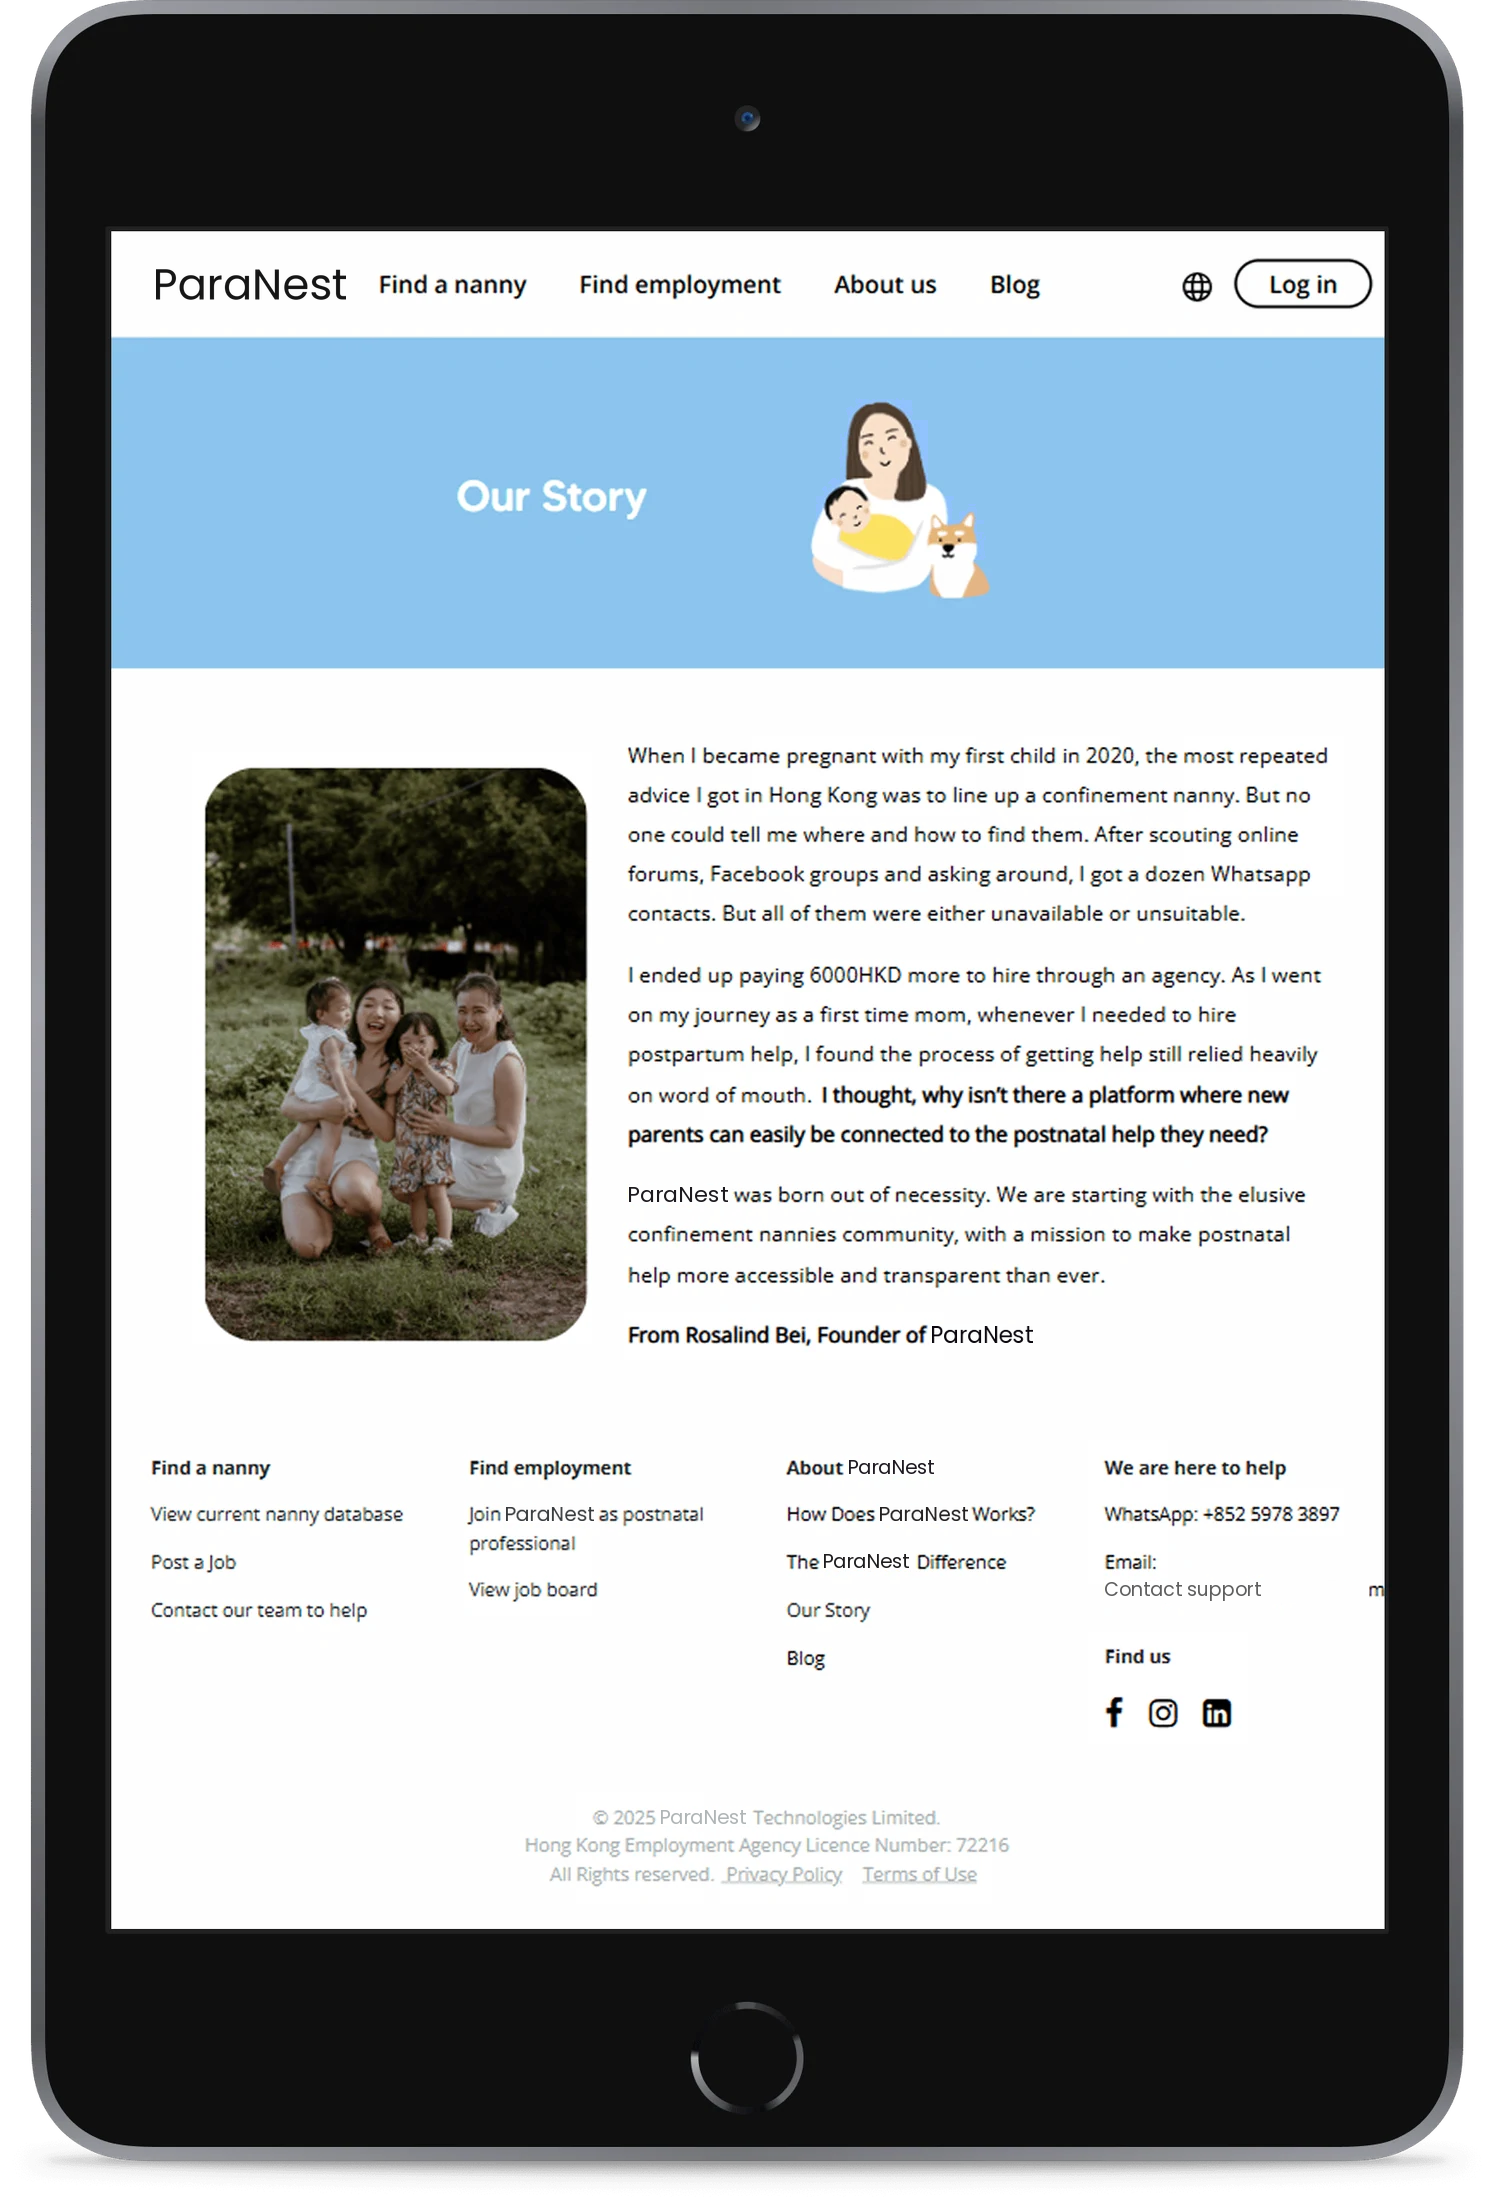 ParaNest Find a nanny Find employment About us Blog Log in
Our Story
When I became pregnant with my first child in 2020, the most repeated
advice I got in Hong Kong was to line up a confinement nanny. But no
one could tell me where and how to find them. After scouting online
forums, Facebook groups and asking around, I got a dozen Whatsapp
contacts. But all of them were either unavailable or unsuitable.
I ended up paying 6000HKD more to hire through an agency. As I went
on my journey as a first time mom, whenever I needed to hire
postpartum help, I found the process of getting help still relied heavily
on word of mouth. I thought, why isn't there a platform where new
parents can easily be connected to the postnatal help they need?
ParaNest was born out of necessity. We are starting with the elusive
confinement nannies community, with a mission to make postnatal
help more accessible and transparent than ever.
From Rosalind Bei, Founder of ParaNest
Find a nanny
View current nanny database
Post a Job
Contact our team to help
Find employment
Join ParaNest as postnatal
professional
View job board
About ParaNest
How Does ParaNest Works?
The ParaNest Difference
Our Story
Blog
We are here to help
WhatsApp: +852 5978 3897
Email:
Contact support m
Find us
© 2025 ParaNest Technologies Limited.
Hong Kong Employment Agency Licence Number: 72216
All Rights reserved. Privacy Policy Terms of Use